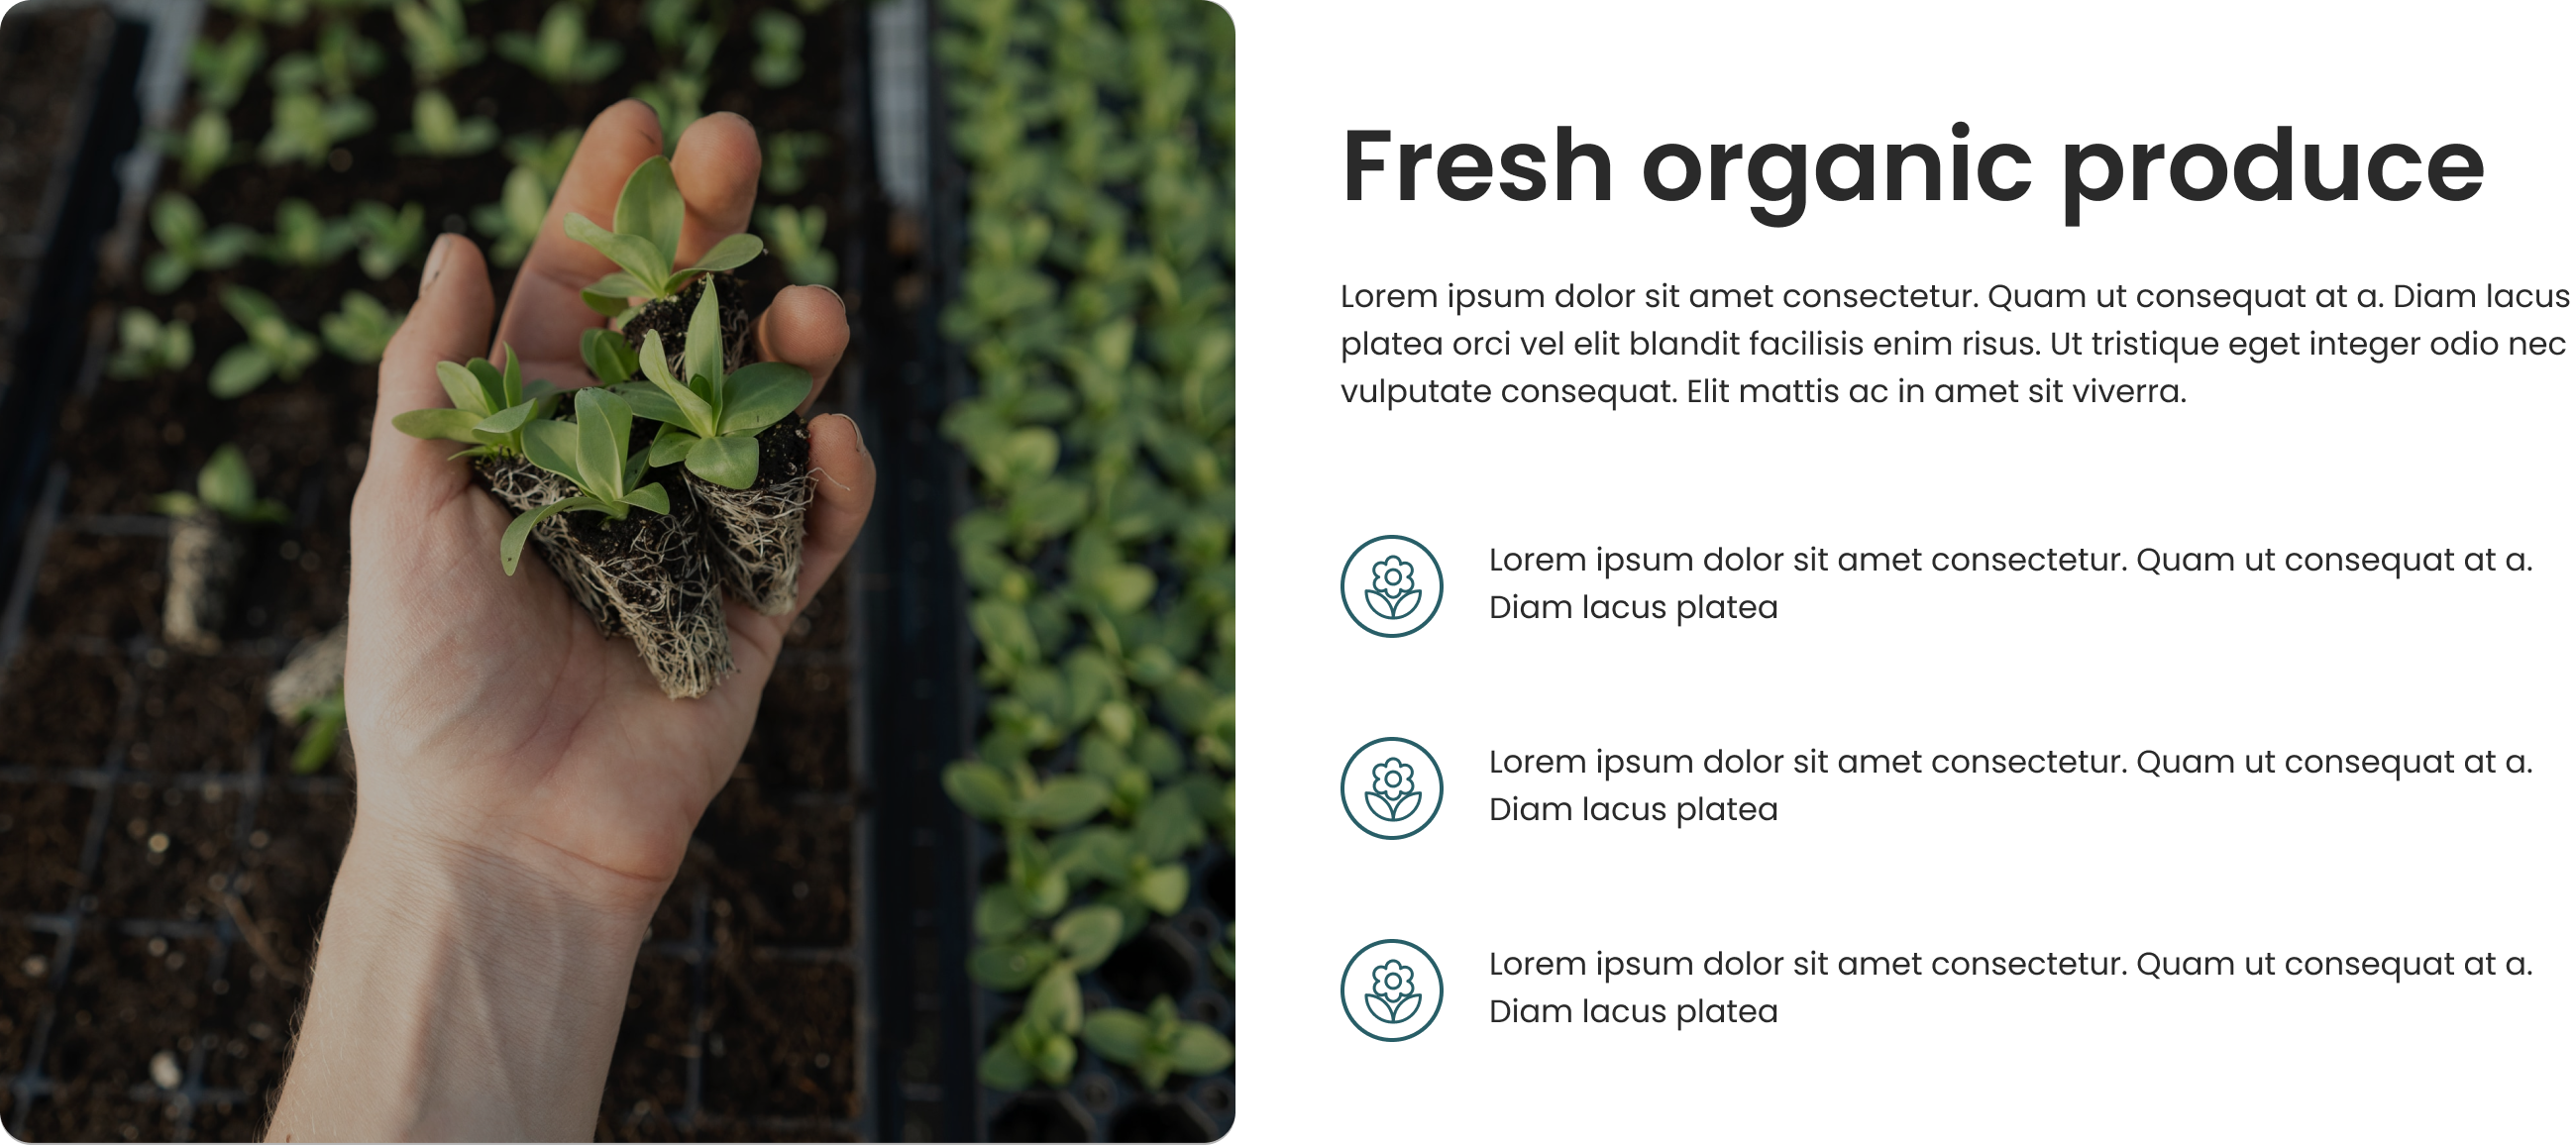 Fresh organic produce
Lorem ipsum dolor sit amet consectetur. Quam ut consequat at a. Diam lacus
platea orci vel elit blandit facilisis enim risus. Ut tristique eget integer odio nec
vulputate consequat. Elit mattis ac in amet sit viverra.
Lorem ipsum dolor sit amet consectetur. Quam ut consequat at a.
Diam lacus platea
Lorem ipsum dolor sit amet consectetur. Quam ut consequat at a.
Diam lacus platea
Lorem ipsum dolor sit amet consectetur. Quam ut consequat at a.
Diam lacus platea